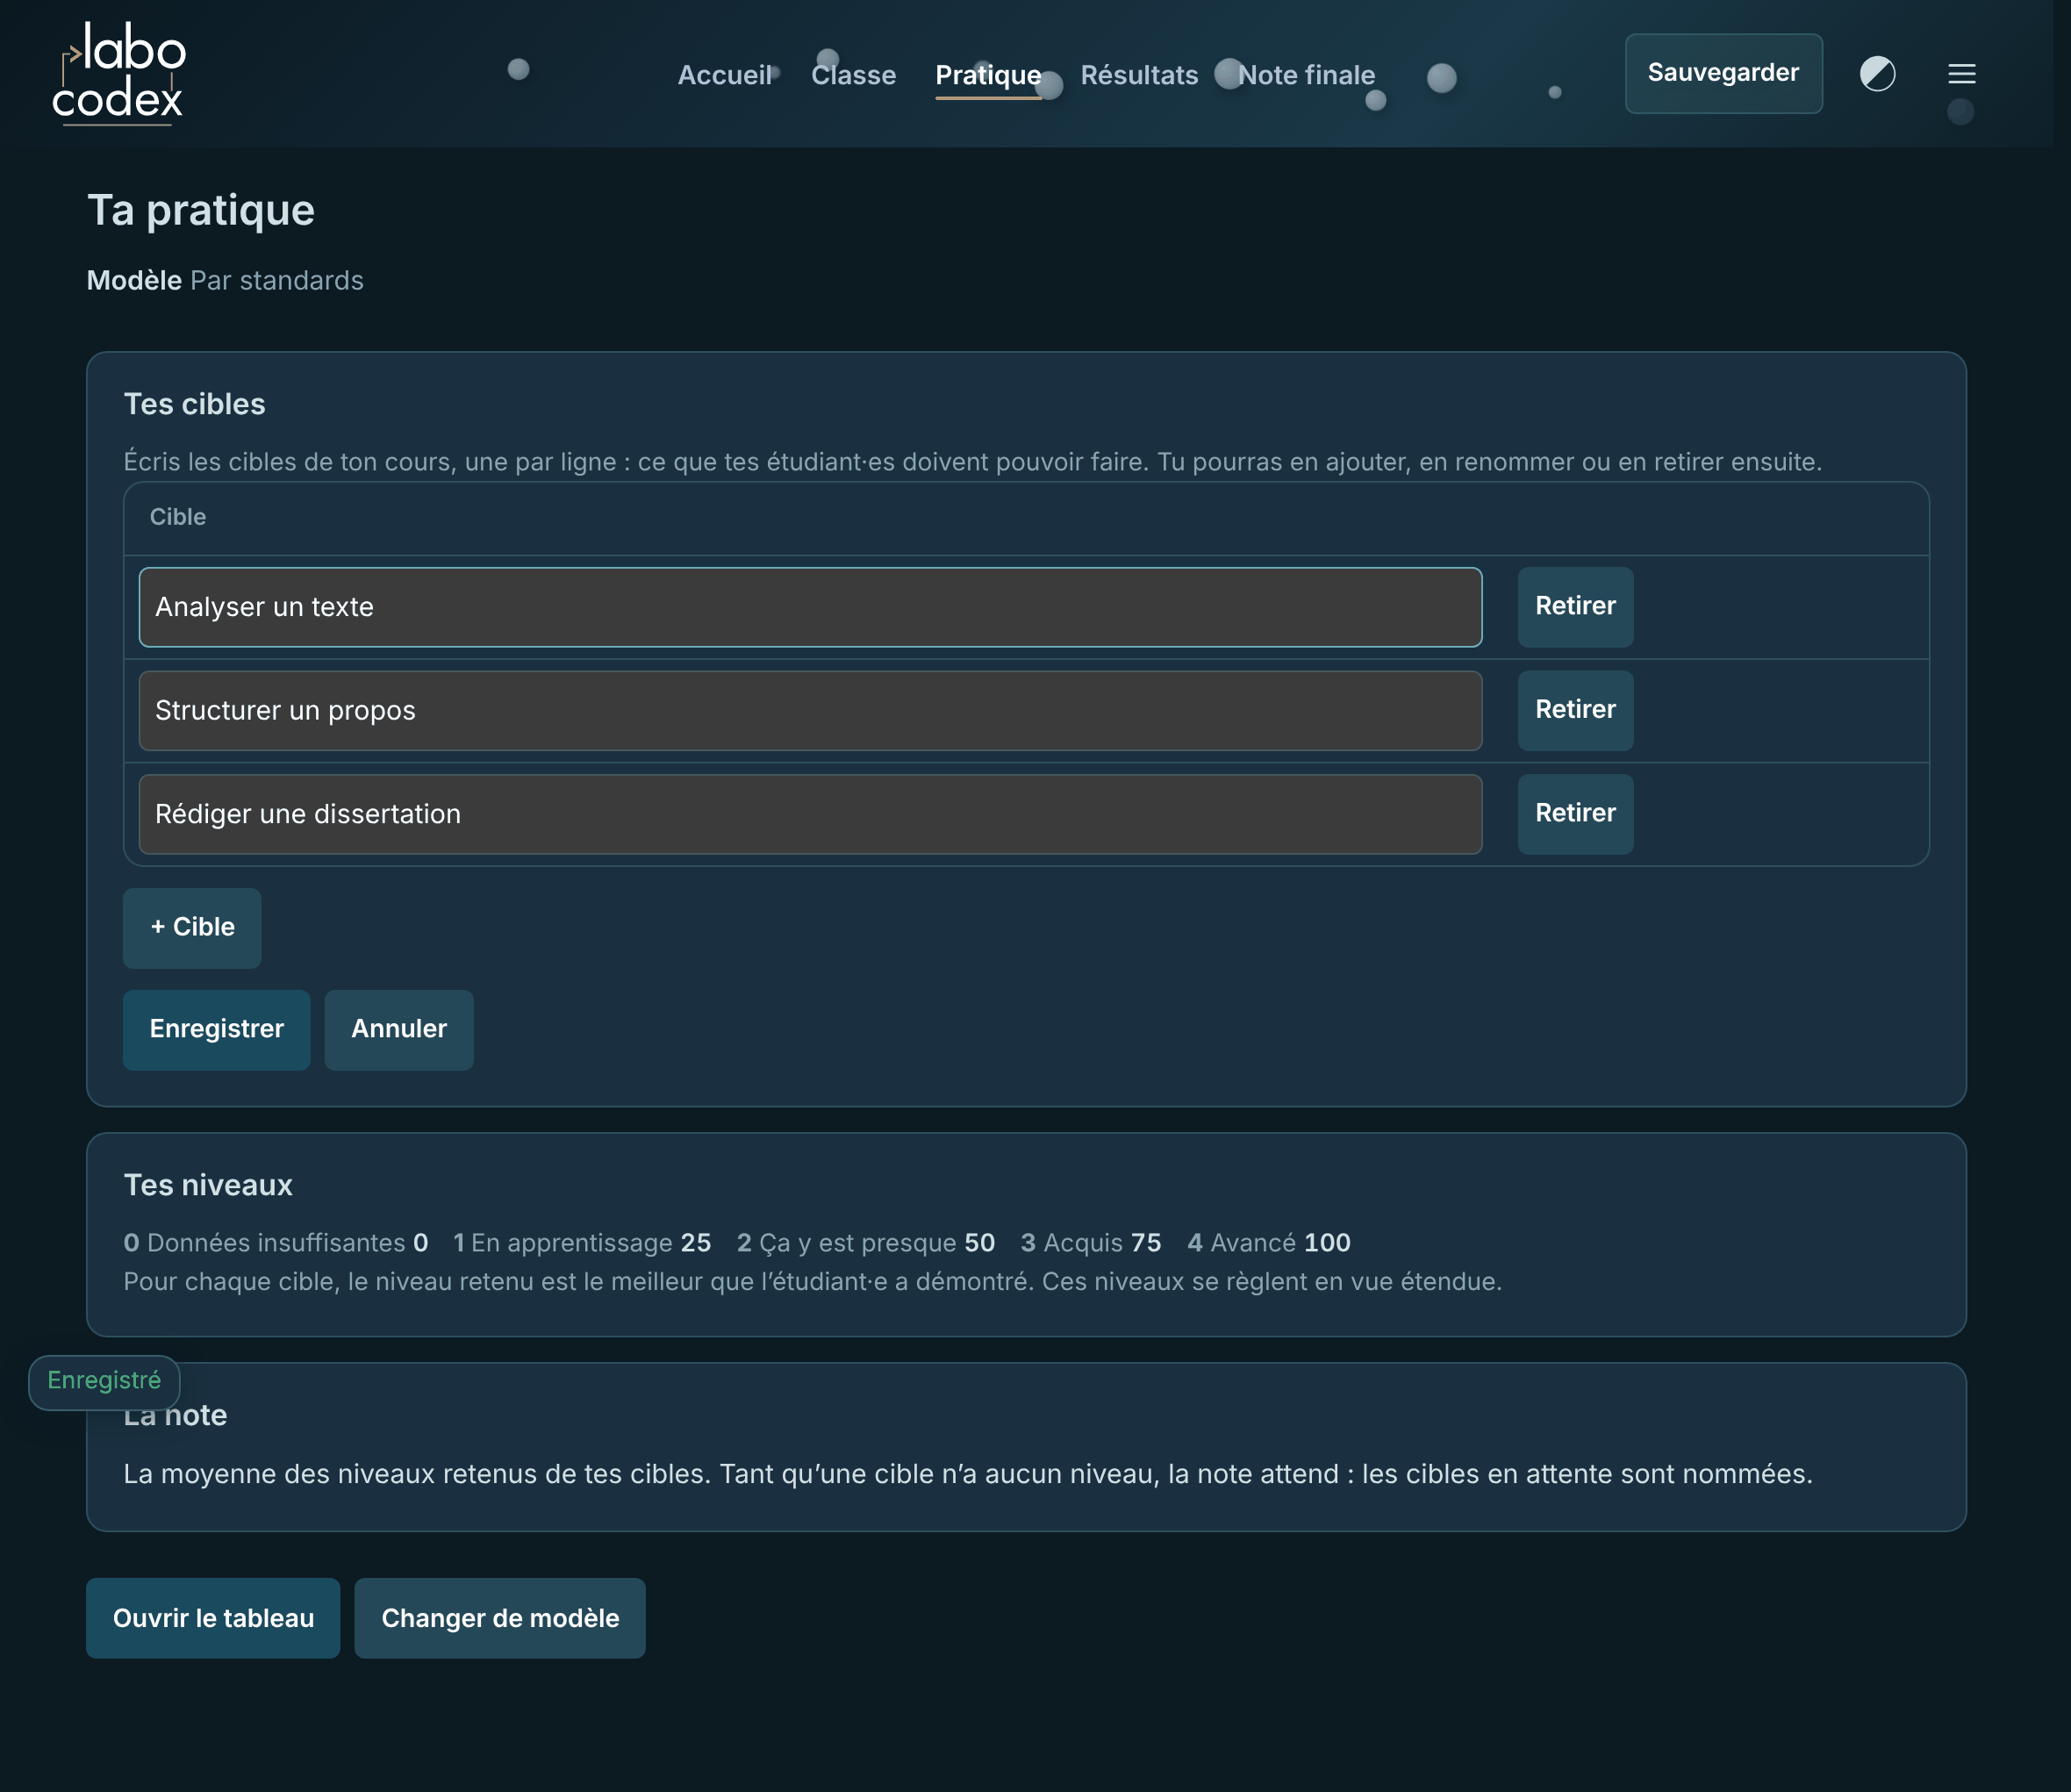 labo
codex
Accueil Classe Pratique Résultats Note finale Sauvegarder
Ta pratique
Modèle Par standards
Tes cibles
Écris les cibles de ton cours, une par ligne : ce que tes étudiant·es doivent pouvoir faire. Tu pourras en ajouter, en renommer ou en retirer ensuite.
Cible
Analyser un texte Retirer
Structurer un propos Retirer
Rédiger une dissertation Retirer
+ Cible
Enregistrer Annuler
Tes niveaux
0 Données insuffisantes 0 1 En apprentissage 25 2 Ça y est presque 50 3 Acquis 75 4 Avancé 100
Pour chaque cible, le niveau retenu est le meilleur que l’étudiant·e a démontré. Ces niveaux se règlent en vue étendue.
Enregistré
La note
La moyenne des niveaux retenus de tes cibles. Tant qu’une cible n’a aucun niveau, la note attend : les cibles en attente sont nommées.
Ouvrir le tableau Changer de modèle